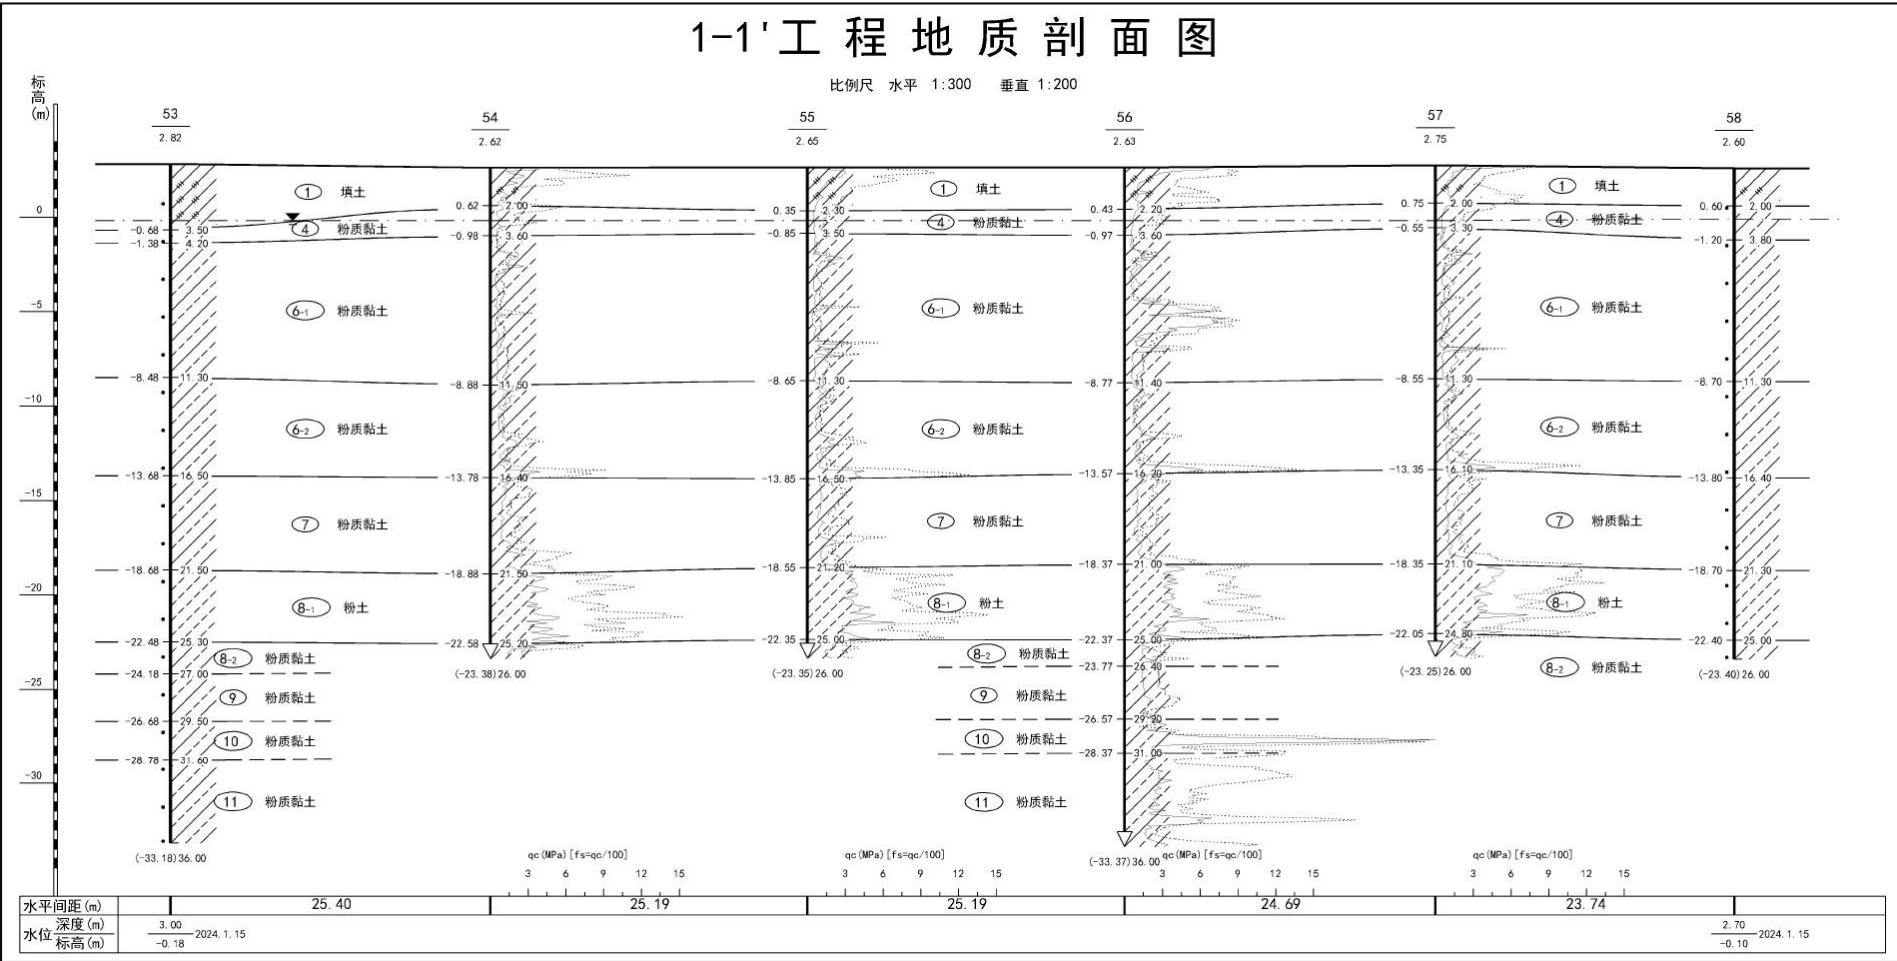 1-1'工程地质剖面图
比例尺 水平 1:300 垂直 1:200
标高(m)
53 54 55 56 57 58
2.82 2.62 2.65 2.63 2.75 2.60
① 填土 ① 填土 ① 填土
0 0.62 2.00 0.35 2.30 0.43 2.20 0.75 2.00 0.60 2.00
-0.68 3.50 ④ 粉质黏土 ④ 粉质黏土 ④ 粉质黏土
-1.38 4.20 -0.98 3.60 -0.85 3.50 -0.97 3.60 -0.55 3.30 -1.20 3.80
-5 6-1 粉质黏土 6-1 粉质黏土 6-1 粉质黏土
-8.48 11.30 -8.88 11.50 -8.65 11.30 -8.77 11.40 -8.55 11.30 -8.70 11.30
-10
6-2 粉质黏土 6-2 粉质黏土 6-2 粉质黏土
-13.68 16.50 -13.78 16.40 -13.85 16.50 -13.57 16.20 -13.35 16.10 -13.80 16.40
-15
⑦ 粉质黏土 ⑦ 粉质黏土 ⑦ 粉质黏土
-18.68 21.50 -18.88 21.50 -18.55 21.20 -18.37 21.00 -18.35 21.10 -18.70 21.30
-20
8-1 粉土 8-1 粉土 8-1 粉土
-22.48 25.30 -22.58 25.20 -22.35 25.00 -22.37 25.00 -22.05 24.80 -22.40 25.00
8-2 粉质黏土 8-2 粉质黏土 8-2 粉质黏土
-24.18 27.00 (-23.38)26.00 (-23.35)26.00 -23.77 26.40 (-23.25)26.00 (-23.40)26.00
-25
⑨ 粉质黏土 ⑨ 粉质黏土
-26.68 29.50 -26.57 29.20
⑩ 粉质黏土 ⑩ 粉质黏土
-28.78 31.60 -28.37 31.00
-30
⑪ 粉质黏土 ⑪ 粉质黏土
(-33.18)36.00 (-33.37)36.00
qc(MPa)[fs=qc/100] qc(MPa)[fs=qc/100] qc(MPa)[fs=qc/100] qc(MPa)[fs=qc/100]
3 6 9 12 15 3 6 9 12 15 3 6 9 12 15 3 6 9 12 15
水平间距(m) 25.40 25.19 25.19 24.69 23.74
水位 深度(m) 3.00 2024.1.15 2.70 2024.1.15
标高(m) -0.18 -0.10